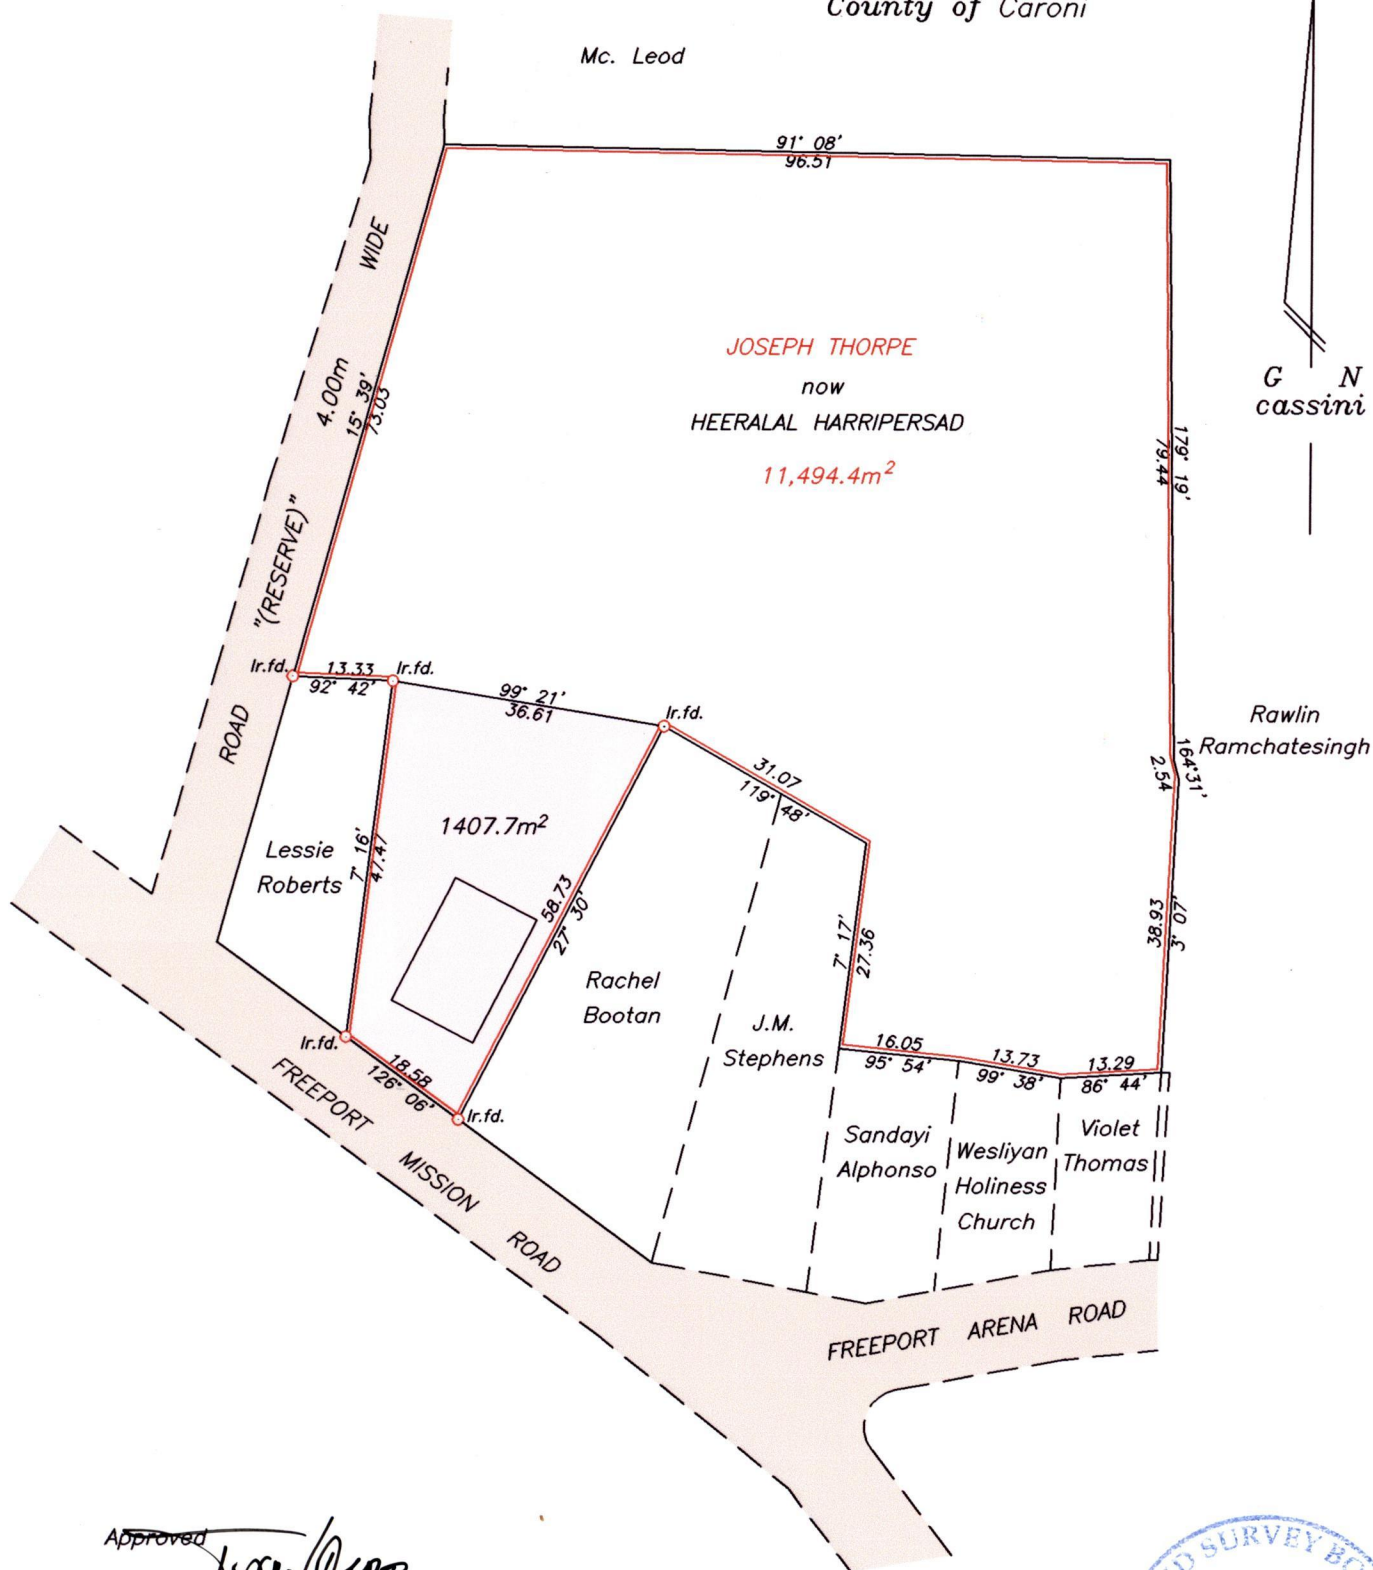 County of Caroni
Mc. Leod
91° 08'
96.51
WIDE
4.00m
15° 39'
73.03
"(RESERVE)"
ROAD
JOSEPH THORPE
now
HEERALAL HARRIPERSAD
11,494.4m²
G N
cassini
179° 19'
79.44
Ir.fd.
13.33
92° 42'
Ir.fd.
99° 21'
36.61
Ir.fd.
31.07
119° 48'
164°31'
2.54
Rawlin
Ramchatesingh
1407.7m²
Lessie
Roberts
7° 16'
47.47
58.73
27° 30'
Rachel
Bootan
7° 17'
27.36
38.93
3° 07'
J.M.
Stephens
16.05
95° 54'
13.73
99° 38'
13.29
86° 44'
Ir.fd.
18.58
126° 06'
Ir.fd.
Sandayi
Alphonso
Wesliyan
Holiness
Church
Violet
Thomas
FREEPORT MISSION ROAD
FREEPORT ARENA ROAD
Approved
SURVEY